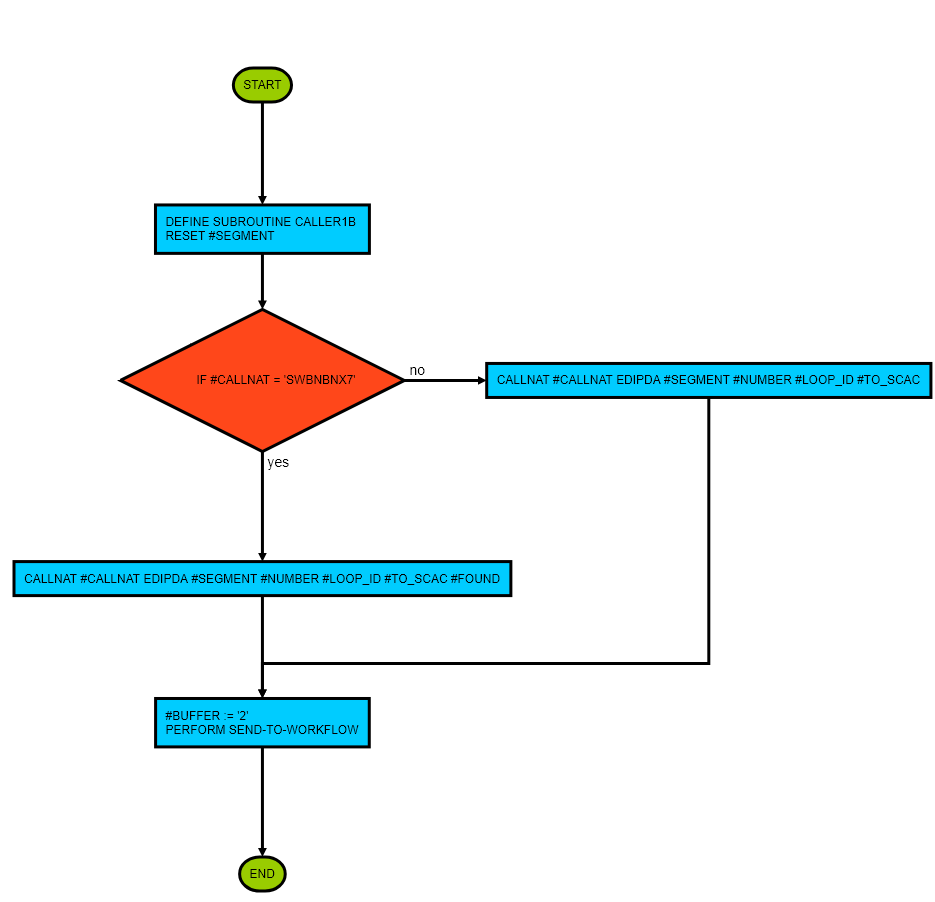 START
DEFINE SUBROUTINE CALLER1B
RESET #SEGMENT
IF #CALLNAT = 'SWBNBNX7'
no
CALLNAT #CALLNAT EDIPDA #SEGMENT #NUMBER #LOOP_ID #TO_SCAC
yes
CALLNAT #CALLNAT EDIPDA #SEGMENT #NUMBER #LOOP_ID #TO_SCAC #FOUND
#BUFFER := '2'
PERFORM SEND-TO-WORKFLOW
END